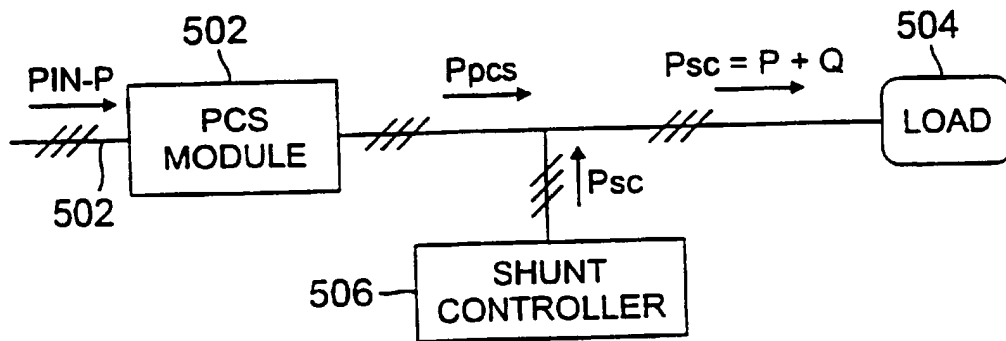 502
504
PIN-P
Ppcs
Psc = P + Q
PCS
MODULE
LOAD
502
Psc
506
SHUNT
CONTROLLER